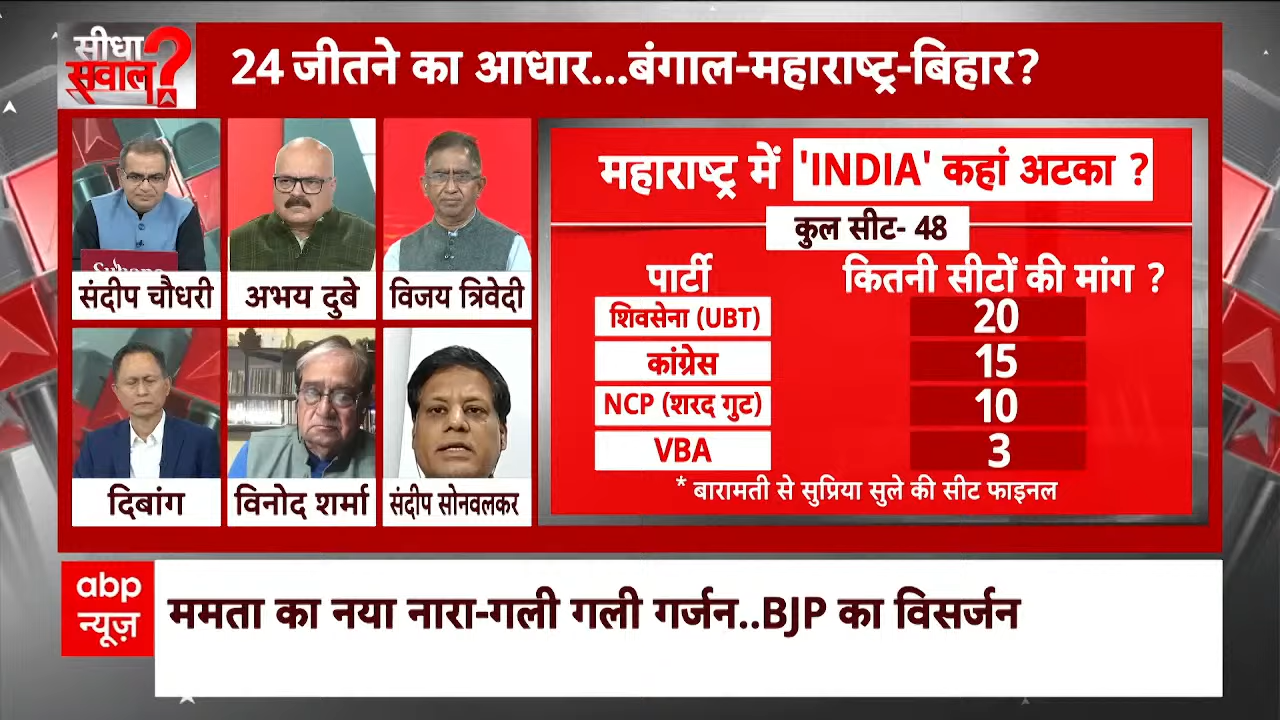 सीधा
सवाल?
24 जीतने का आधार...बंगाल-महाराष्ट्र-बिहार?
संदीप चौधरी
अभय दुबे
विजय त्रिवेदी
दिबांग
विनोद शर्मा
संदीप सोनवलकर
महाराष्ट्र में 'INDIA' कहां अटका ?
कुल सीट- 48
पार्टी कितनी सीटों की मांग ?
शिवसेना (UBT) 20
कांग्रेस 15
NCP (शरद गुट) 10
VBA 3
* बारामती से सुप्रिया सुले की सीट फाइनल
abp
न्यूज़
ममता का नया नारा-गली गली गर्जन..BJP का विसर्जन